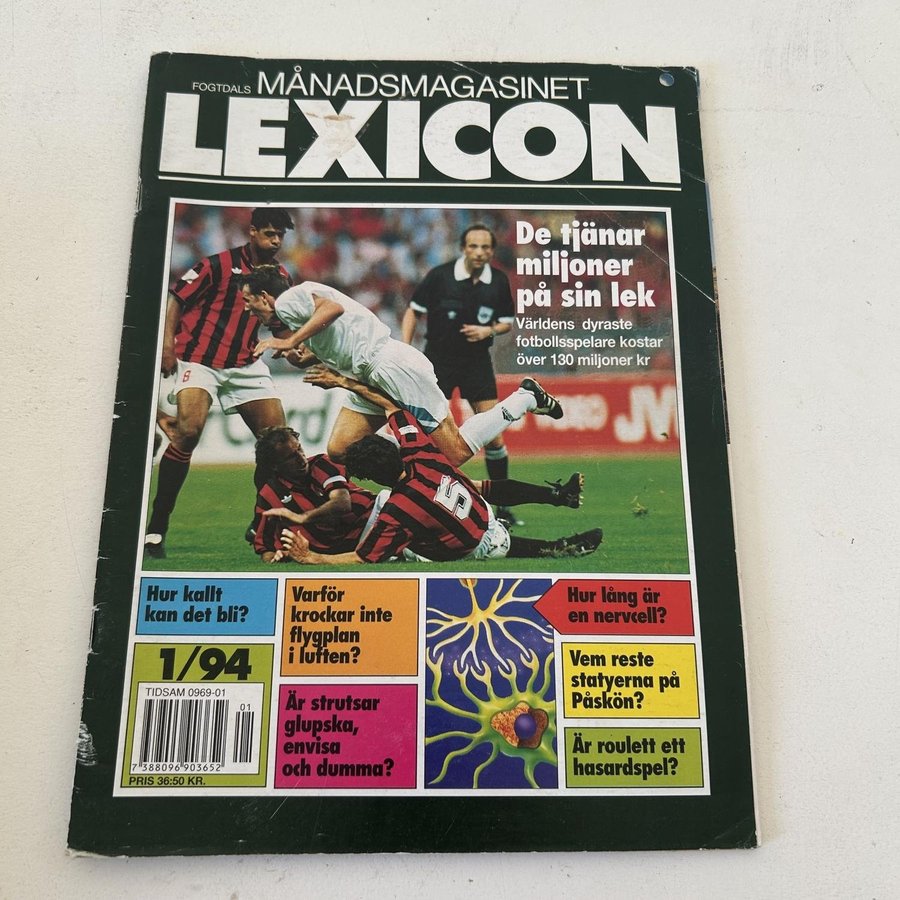 FOGTDALS MÅNADSMAGASINET
LEXICON
De tjänar
miljoner
på sin lek
Världens dyraste
fotbollsspelare kostar
över 130 miljoner kr
8
5
JV
Hur kallt
kan det bli?
Varför
krockar inte
flygplan
i luften?
Hur lång är
en nervcell?
1/94
TIDSAM 0969-01
01
7 388096 903652
PRIS 36:50 KR.
Är strutsar
glupska,
envisa
och dumma?
Vem reste
statyerna på
Påskön?
Är roulett ett
hasardspel?